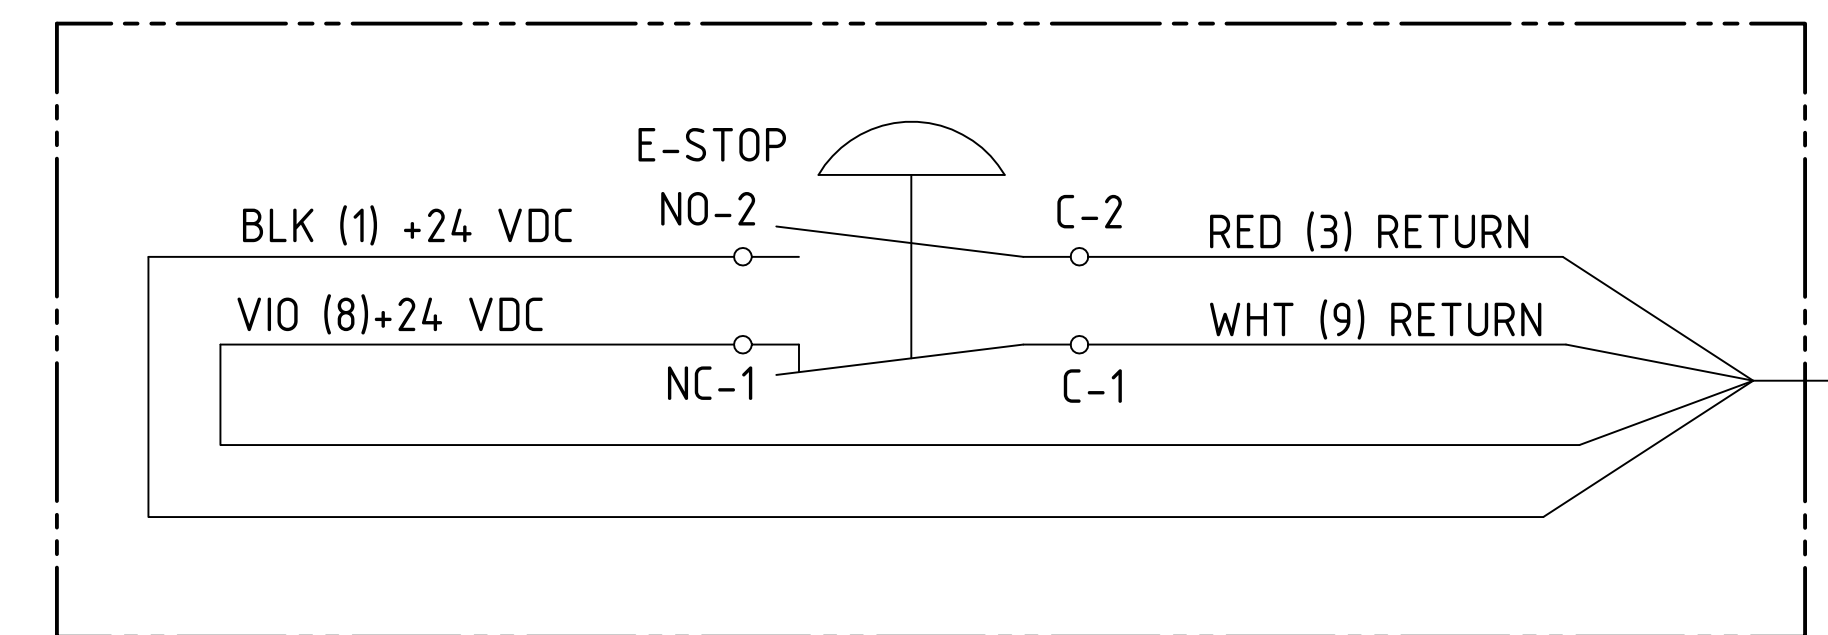 E-STOP
NO-2
C-2
BLK (1) +24 VDC
RED (3) RETURN
VIO (8)+24 VDC
WHT (9) RETURN
NC-1
C-1